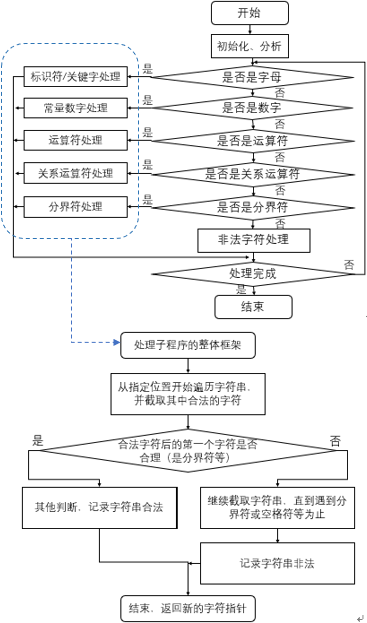 开始
初始化、分析
标识符/关键字处理
是
是否是字母
否
常量数字处理
是
是否是数字
否
运算符处理
是
是否是运算符
否
关系运算符处理
是
是否是关系运算符
否
分界符处理
是
是否是分界符
否
非法字符处理
处理完成
否
是
结束
处理子程序的整体框架
从指定位置开始遍历字符串，
并截取其中合法的字符
是
合法字符后的第一个字符是否
合理（是分界符等）
否
其他判断，记录字符串合法
继续截取字符串，直到遇到分
界符或空格符等为止
记录字符串非法
结束，返回新的字符指针